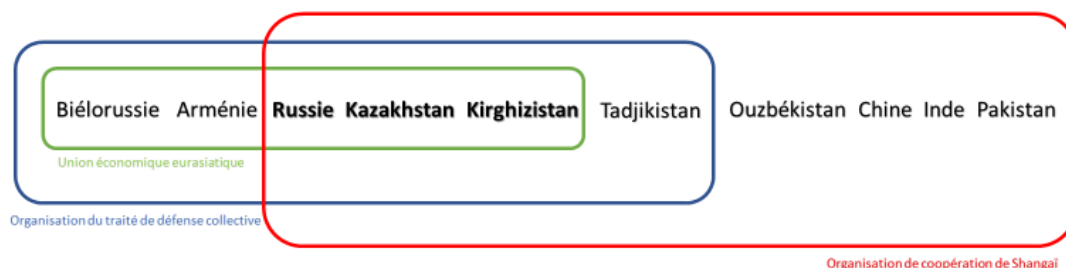 Biélorussie Arménie Russie Kazakhstan Kirghizistan Tadjikistan Ouzbékistan Chine Inde Pakistan
Union économique eurasiatique
Organisation du traité de défense collective
Organisation de coopération de Shangaï